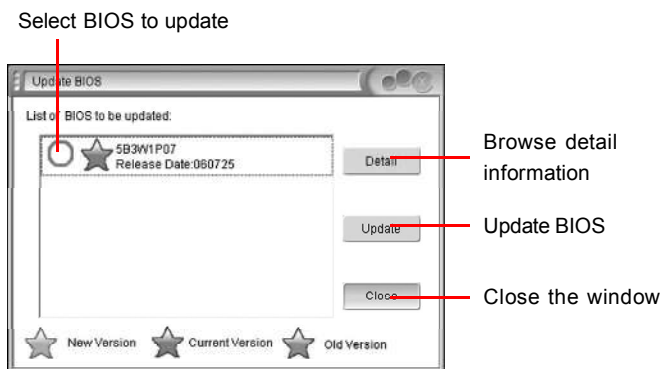 Select BIOS to update
Update BIOS
List of BIOS to be updated:
5B3W1P07
Release Date:060725
Detail
Browse detail
information
Update
Update BIOS
Close
Close the window
New Version
Current Version
Old Version